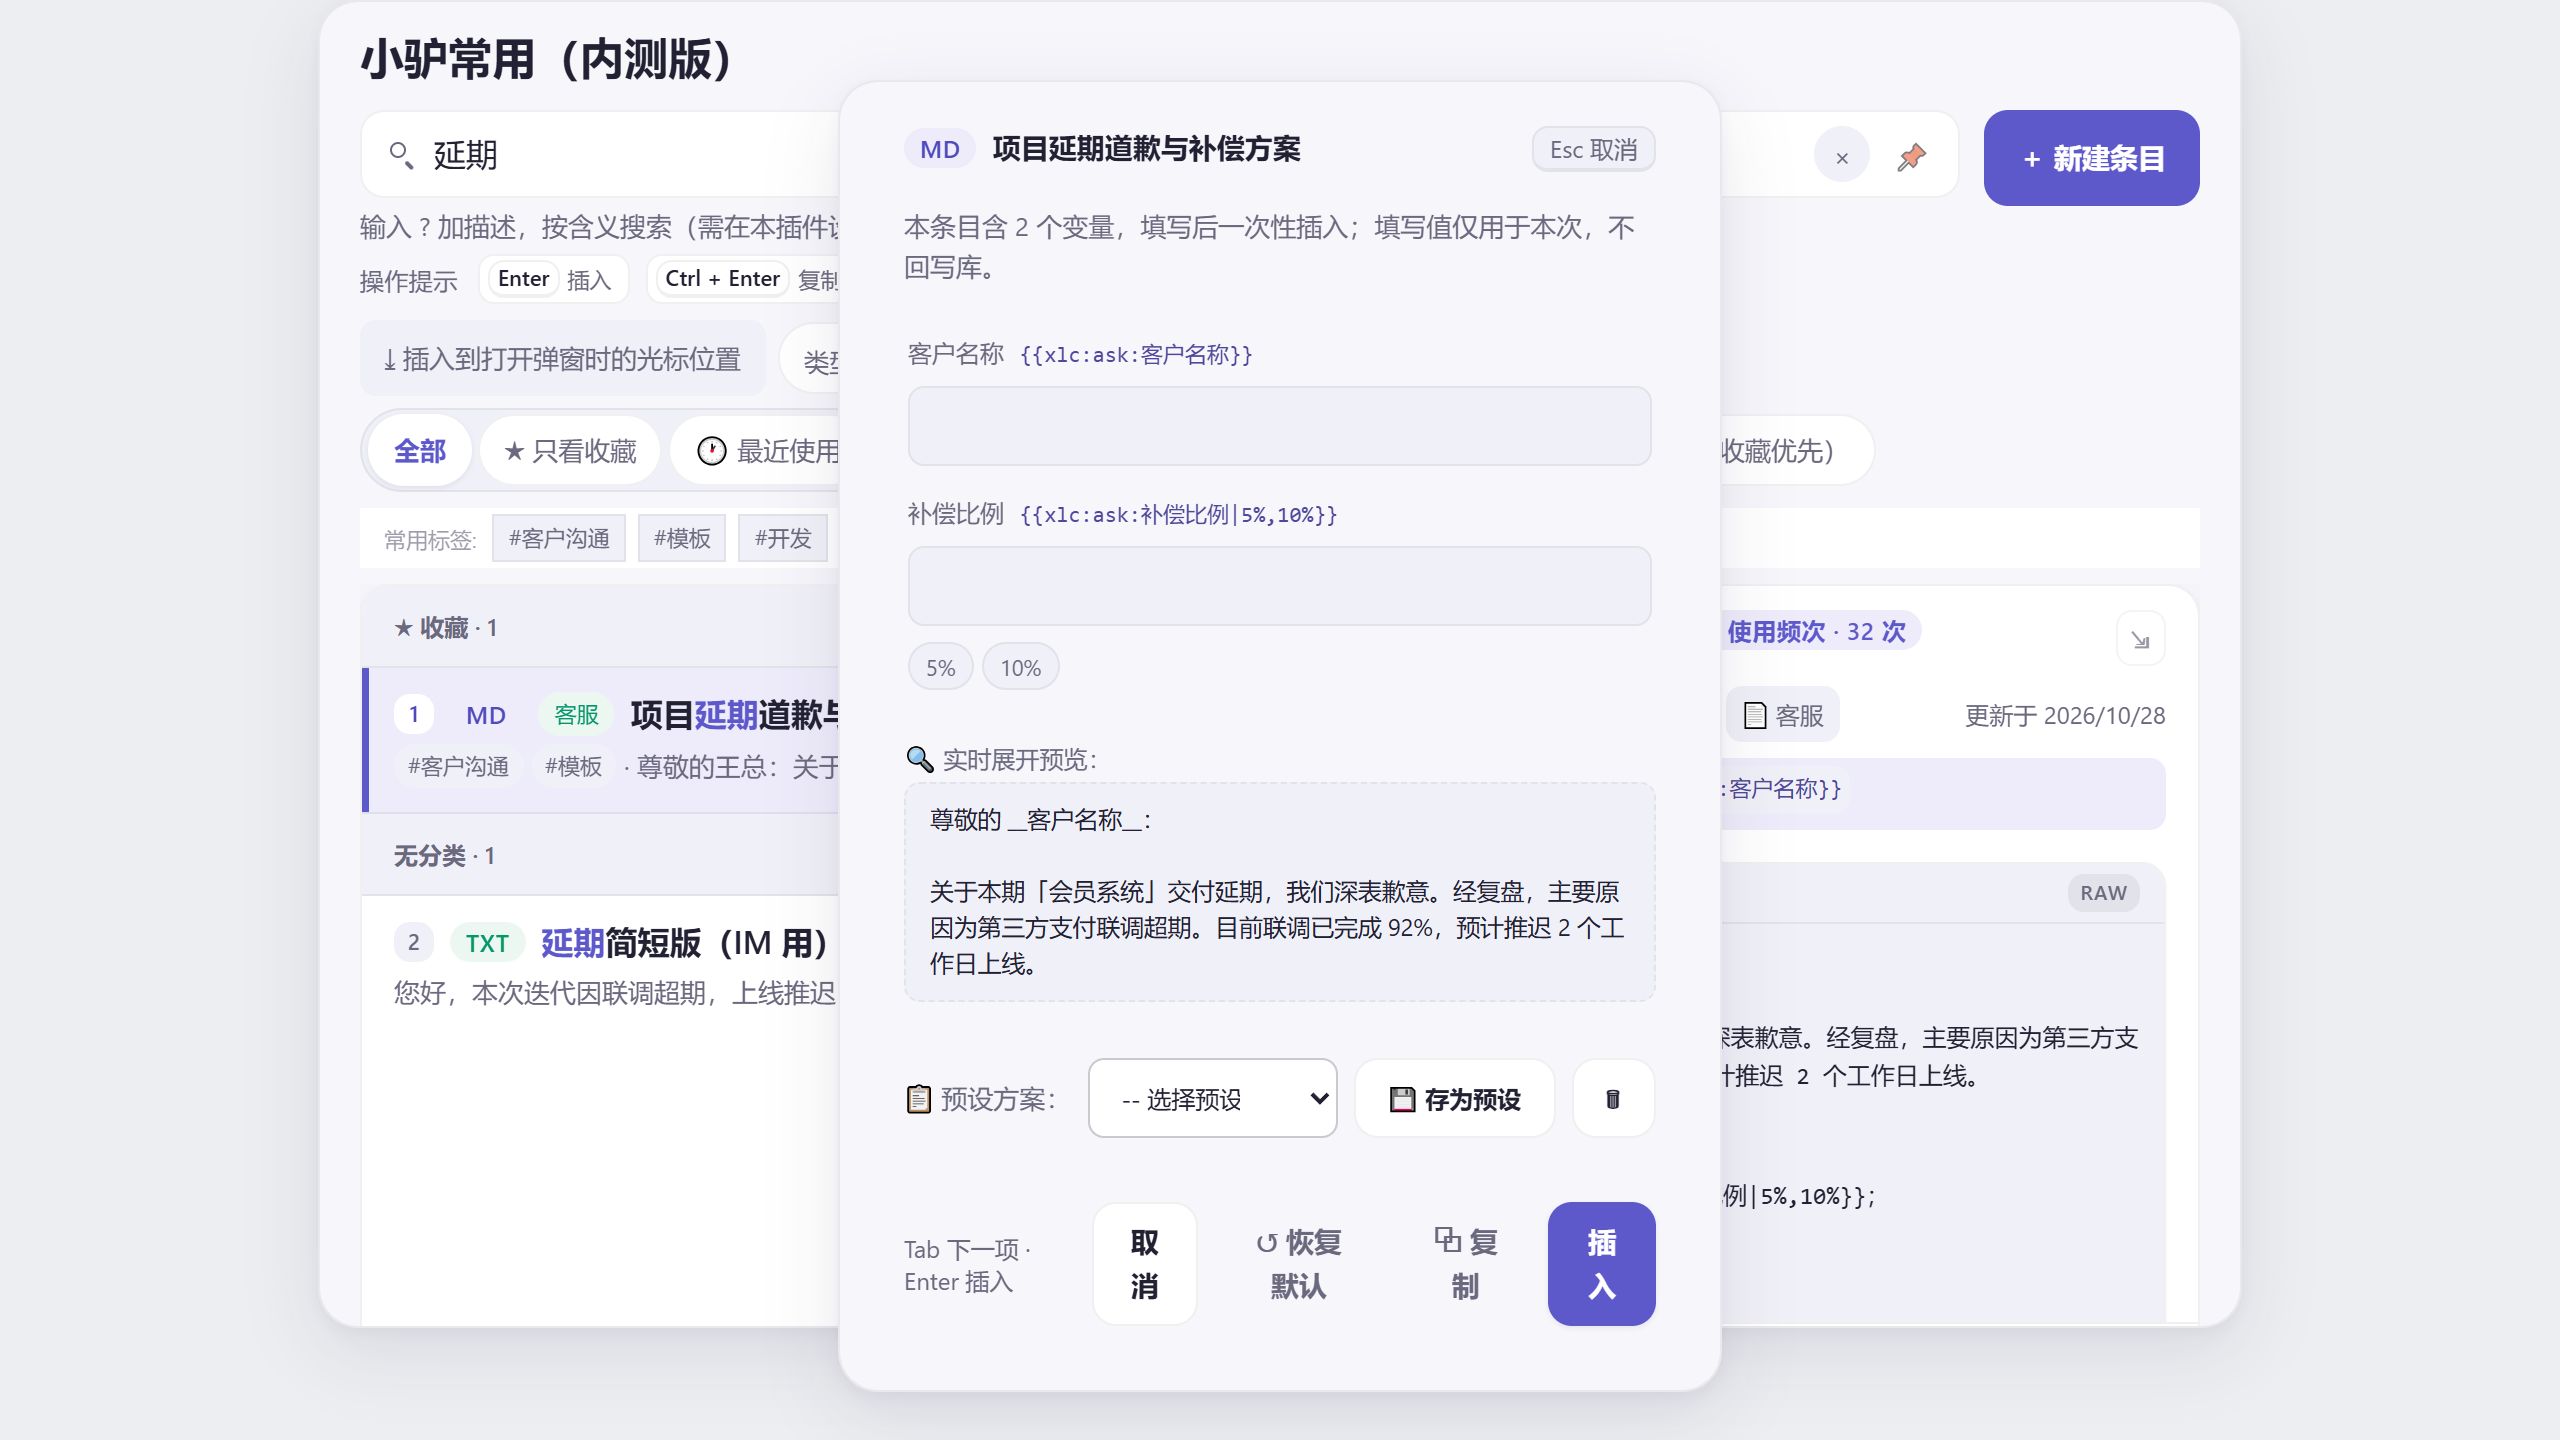 小驴常用（内测版）
延期
×
+ 新建条目
输入 ? 加描述，按含义搜索（需在本插件
操作提示 Enter 插入 Ctrl + Enter 复制
⤓插入到打开弹窗时的光标位置
全部 ★ 只看收藏 最近使用
收藏优先）
常用标签: #客户沟通 #模板 #开发
★ 收藏 · 1
1 MD 客服 项目延期道歉与
#客户沟通 #模板 · 尊敬的王总：关于
无分类 · 1
2 TXT 延期简短版（IM 用）
您好，本次迭代因联调超期，上线推迟
MD 项目延期道歉与补偿方案
Esc 取消
本条目含 2 个变量，填写后一次性插入；填写值仅用于本次，不
回写库。
客户名称 {{xlc:ask:客户名称}}
补偿比例 {{xlc:ask:补偿比例|5%,10%}}
5% 10%
实时展开预览：
尊敬的 __客户名称__：
关于本期「会员系统」交付延期，我们深表歉意。经复盘，主要原
因为第三方支付联调超期。目前联调已完成 92%，预计推迟 2 个工
作日上线。
预设方案：
-- 选择预设
存为预设
Tab 下一项 ·
Enter 插入
取
消
↺ 恢复
默认
复
制
插
入
使用频次 · 32 次
客服
更新于 2026/10/28
:客户名称}}
RAW
表歉意。经复盘，主要原因为第三方支
推迟 2 个工作日上线。
例|5%,10%}};